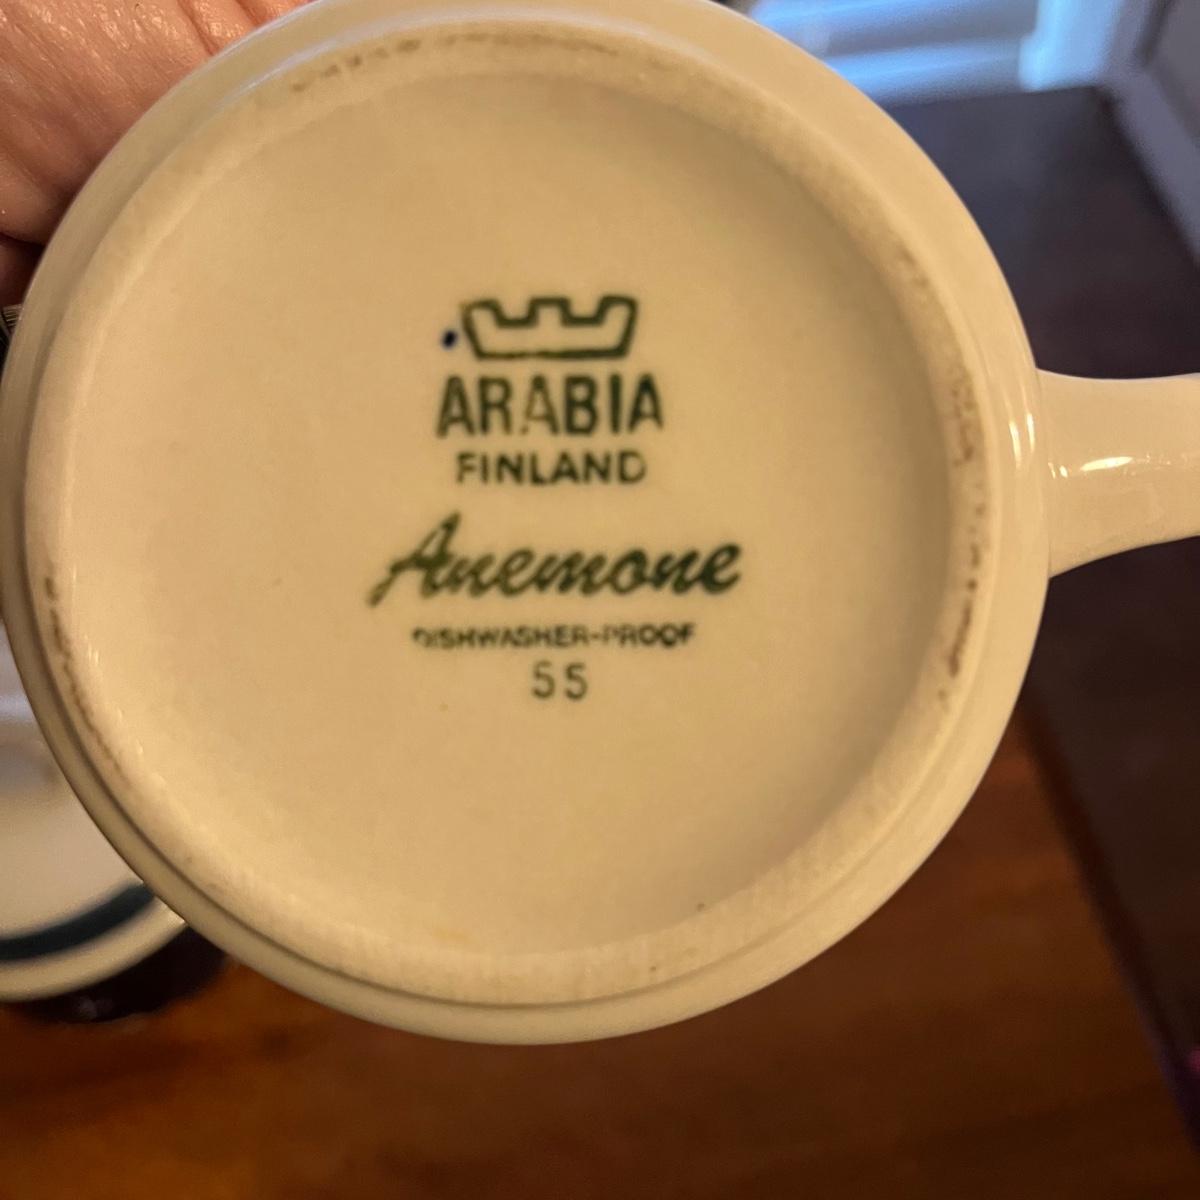 ARABIA
FINLAND
Anemone
DISHWASHER-PROOF
55